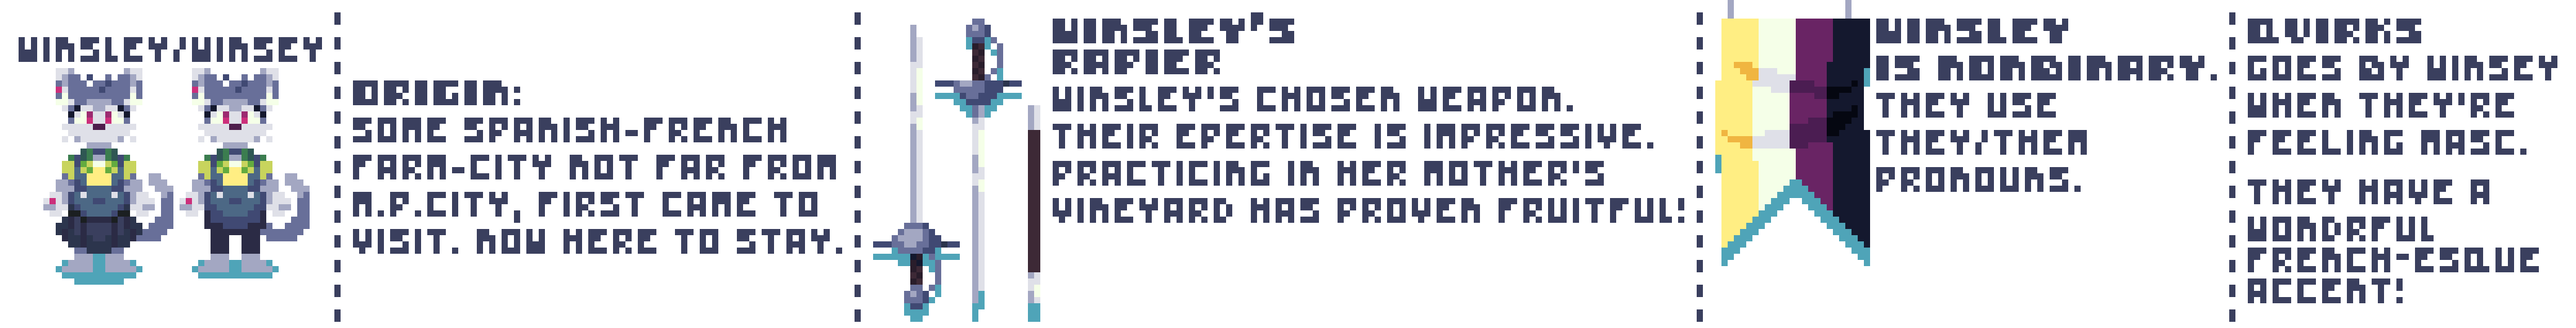 WINSLEY/WINSEY
ORIGIN:
SOME SPANISH-FRENCH
FARM-CITY NOT FAR FROM
M.P.CITY, FIRST CAME TO
VISIT. NOW HERE TO STAY.
WINSLEY'S
RAPIER
WINSLEY'S CHOSEN WEAPON.
THEIR EPERTISE IS IMPRESSIVE.
PRACTICING IN HER MOTHER'S
VINEYARD HAS PROVEN FRUITFUL!
WINSLEY
IS NONBINARY.
THEY USE
THEY/THEM
PRONOUNS.
QUIRKS
GOES BY WINSEY
WHEN THEY'RE
FEELING MASC.
THEY HAVE A
WONDRFUL
FRENCH-ESQUE
ACCENT!